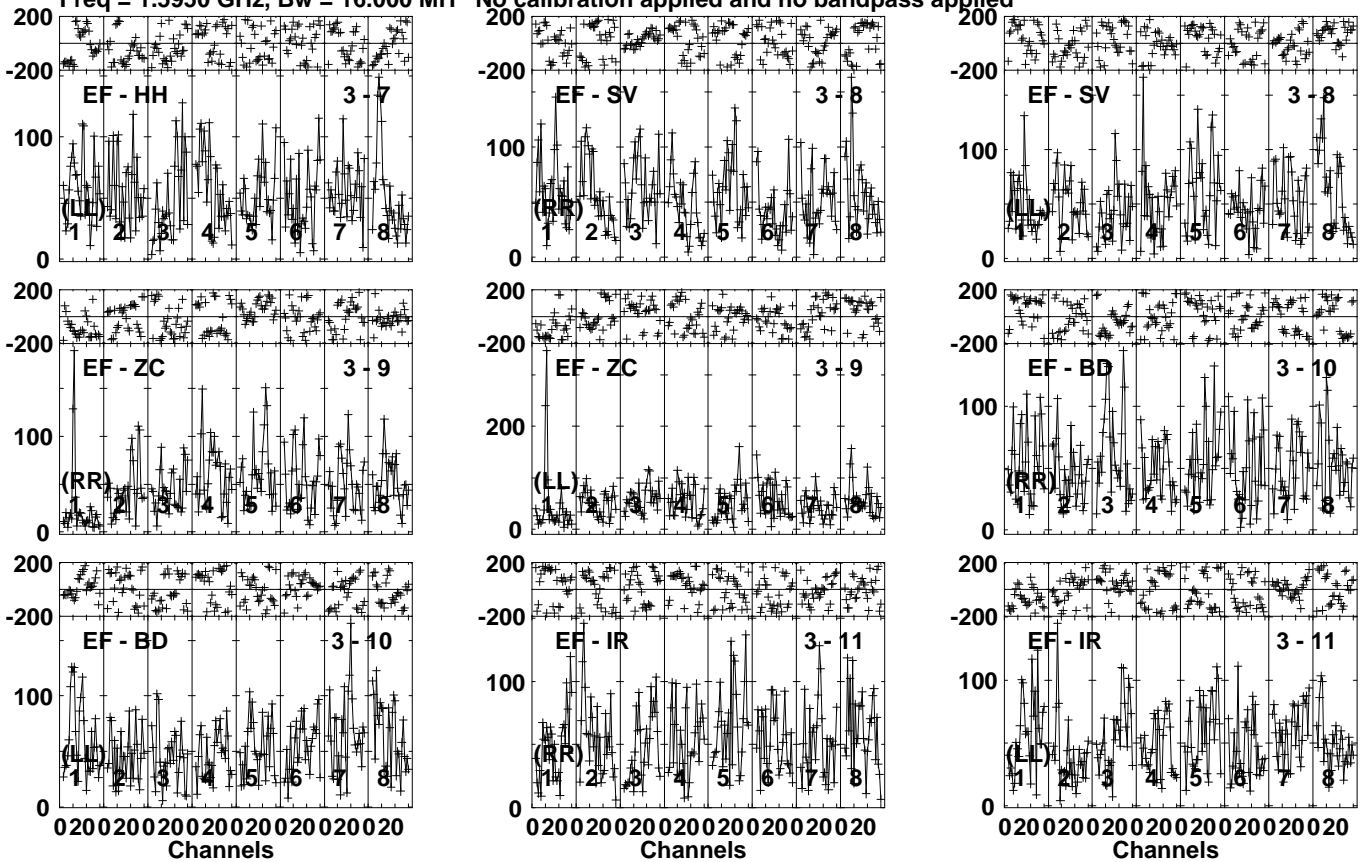 Freq = 1.5950 GHz, Bw = 16.000 MH No calibration applied and no bandpass applied
200 200 200
-200 -200 -200
EF - HH 3 - 7 EF - SV 3 - 8 EF - SV 3 - 8
100 100 100
(LL) (RR) (LL)
1 2 3 4 5 6 7 8 1 2 3 4 5 6 7 8 1 2 3 4 5 6 7 8
0 0 0
200 200 200
-200 -200 -200
EF - ZC 3 - 9 EF - ZC 3 - 9 EF - BD 3 - 10
100 200 100
(RR) (LL) (RR)
1 2 3 4 5 6 7 8 1 2 3 4 5 6 7 8 1 2 3 4 5 6 7 8
0 0 0
200 200 200
-200 -200 -200
EF - BD 3 - 10 EF - IR 3 - 11 EF - IR 3 - 11
100 100 100
(LL) (RR) (LL)
1 2 3 4 5 6 7 8 1 2 3 4 5 6 7 8 1 2 3 4 5 6 7 8
0 0 0
0 20 0 20 0 20 0 20 0 20 0 20 0 20 0 20 0 20 0 20 0 20 0 20 0 20 0 20 0 20 0 20 0 20 0 20 0 20 0 20 0 20 0 20 0 20 0 20
Channels Channels Channels